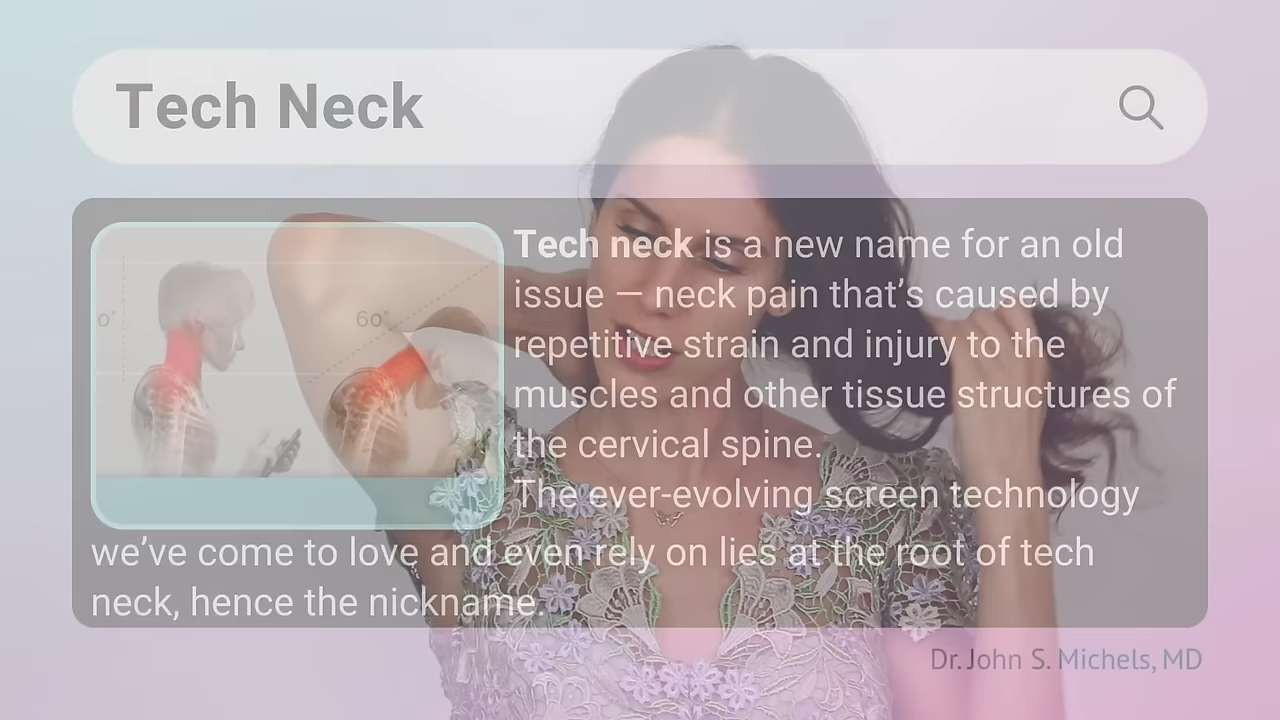 Tech Neck
0°
60°
Tech neck is a new name for an old
issue — neck pain that’s caused by
repetitive strain and injury to the
muscles and other tissue structures of
the cervical spine.
The ever-evolving screen technology
we’ve come to love and even rely on lies at the root of tech
neck, hence the nickname.
Dr. John S. Michels, MD